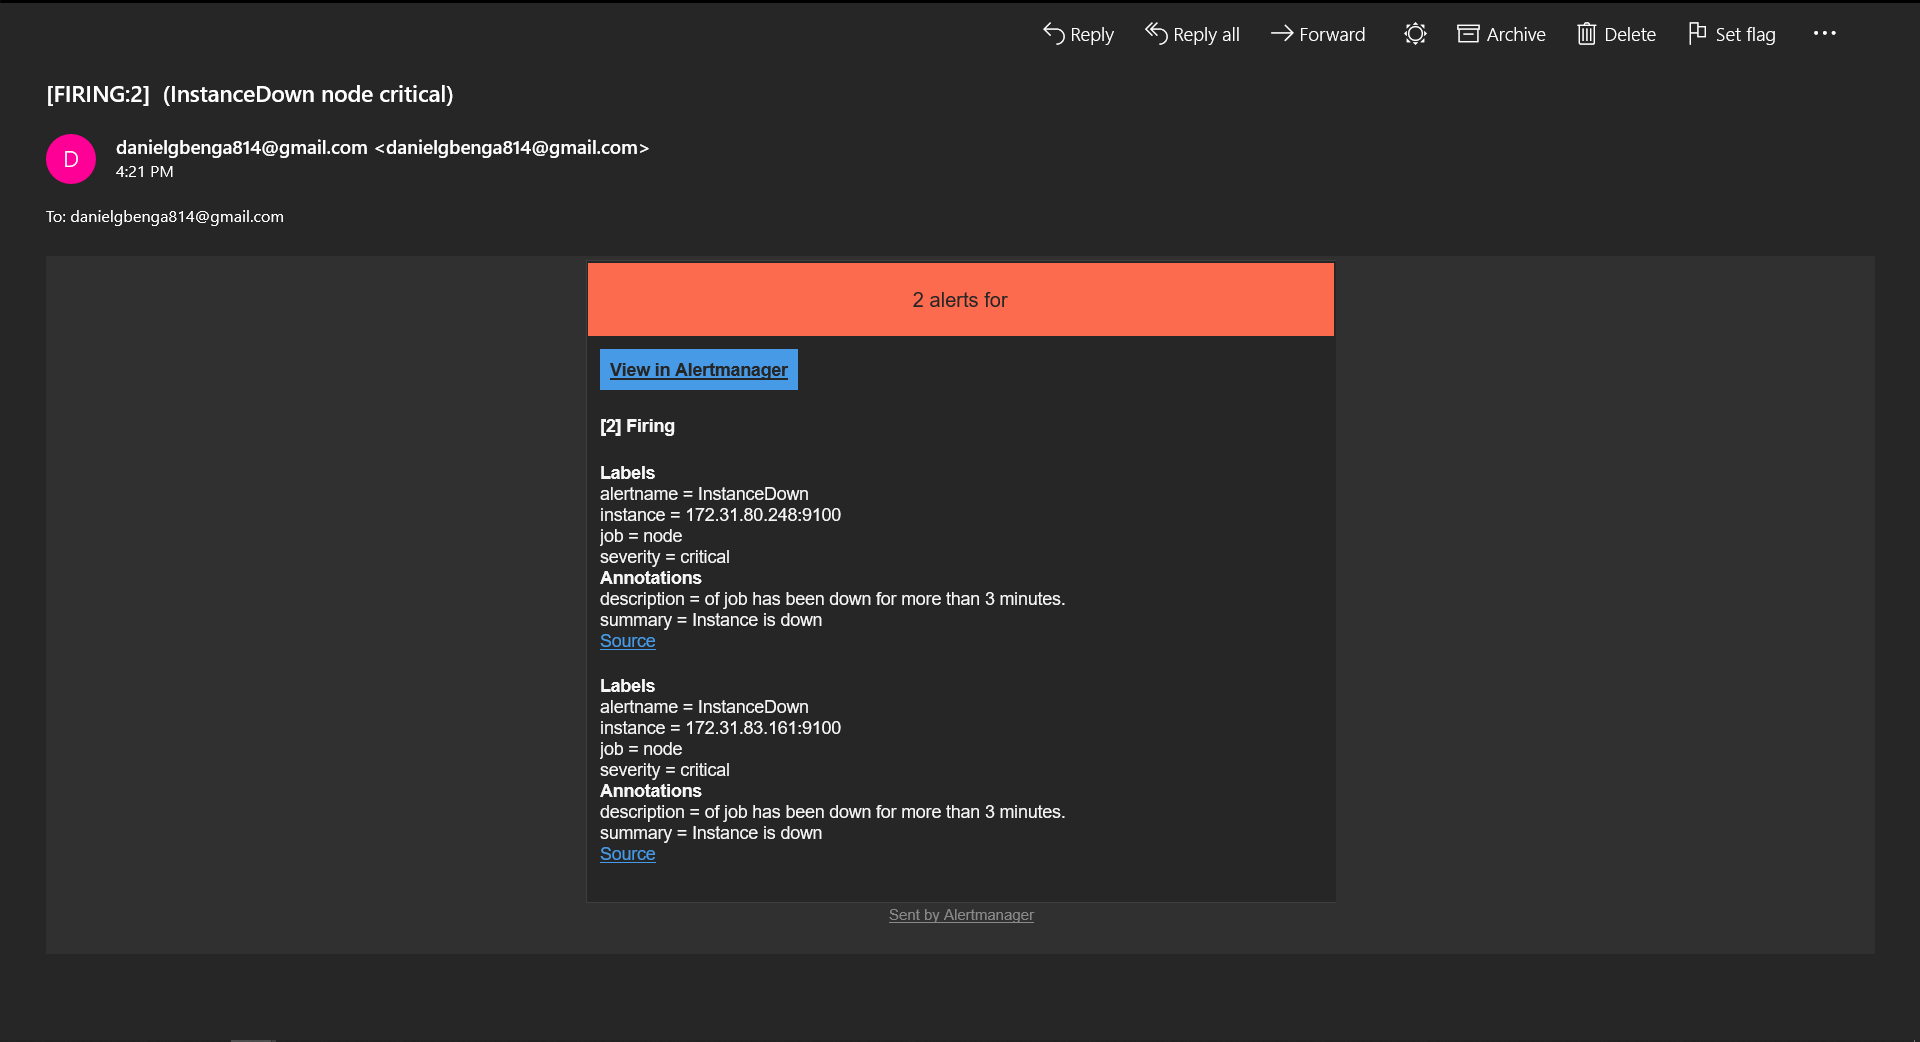 Reply Reply all Forward Archive Delete Set flag
[FIRING:2] (InstanceDown node critical)
D
danielgbenga814@gmail.com <danielgbenga814@gmail.com>
4:21 PM
To: danielgbenga814@gmail.com
2 alerts for
View in Alertmanager
[2] Firing
Labels
alertname = InstanceDown
instance = 172.31.80.248:9100
job = node
severity = critical
Annotations
description = of job has been down for more than 3 minutes.
summary = Instance is down
Source
Labels
alertname = InstanceDown
instance = 172.31.83.161:9100
job = node
severity = critical
Annotations
description = of job has been down for more than 3 minutes.
summary = Instance is down
Source
Sent by Alertmanager